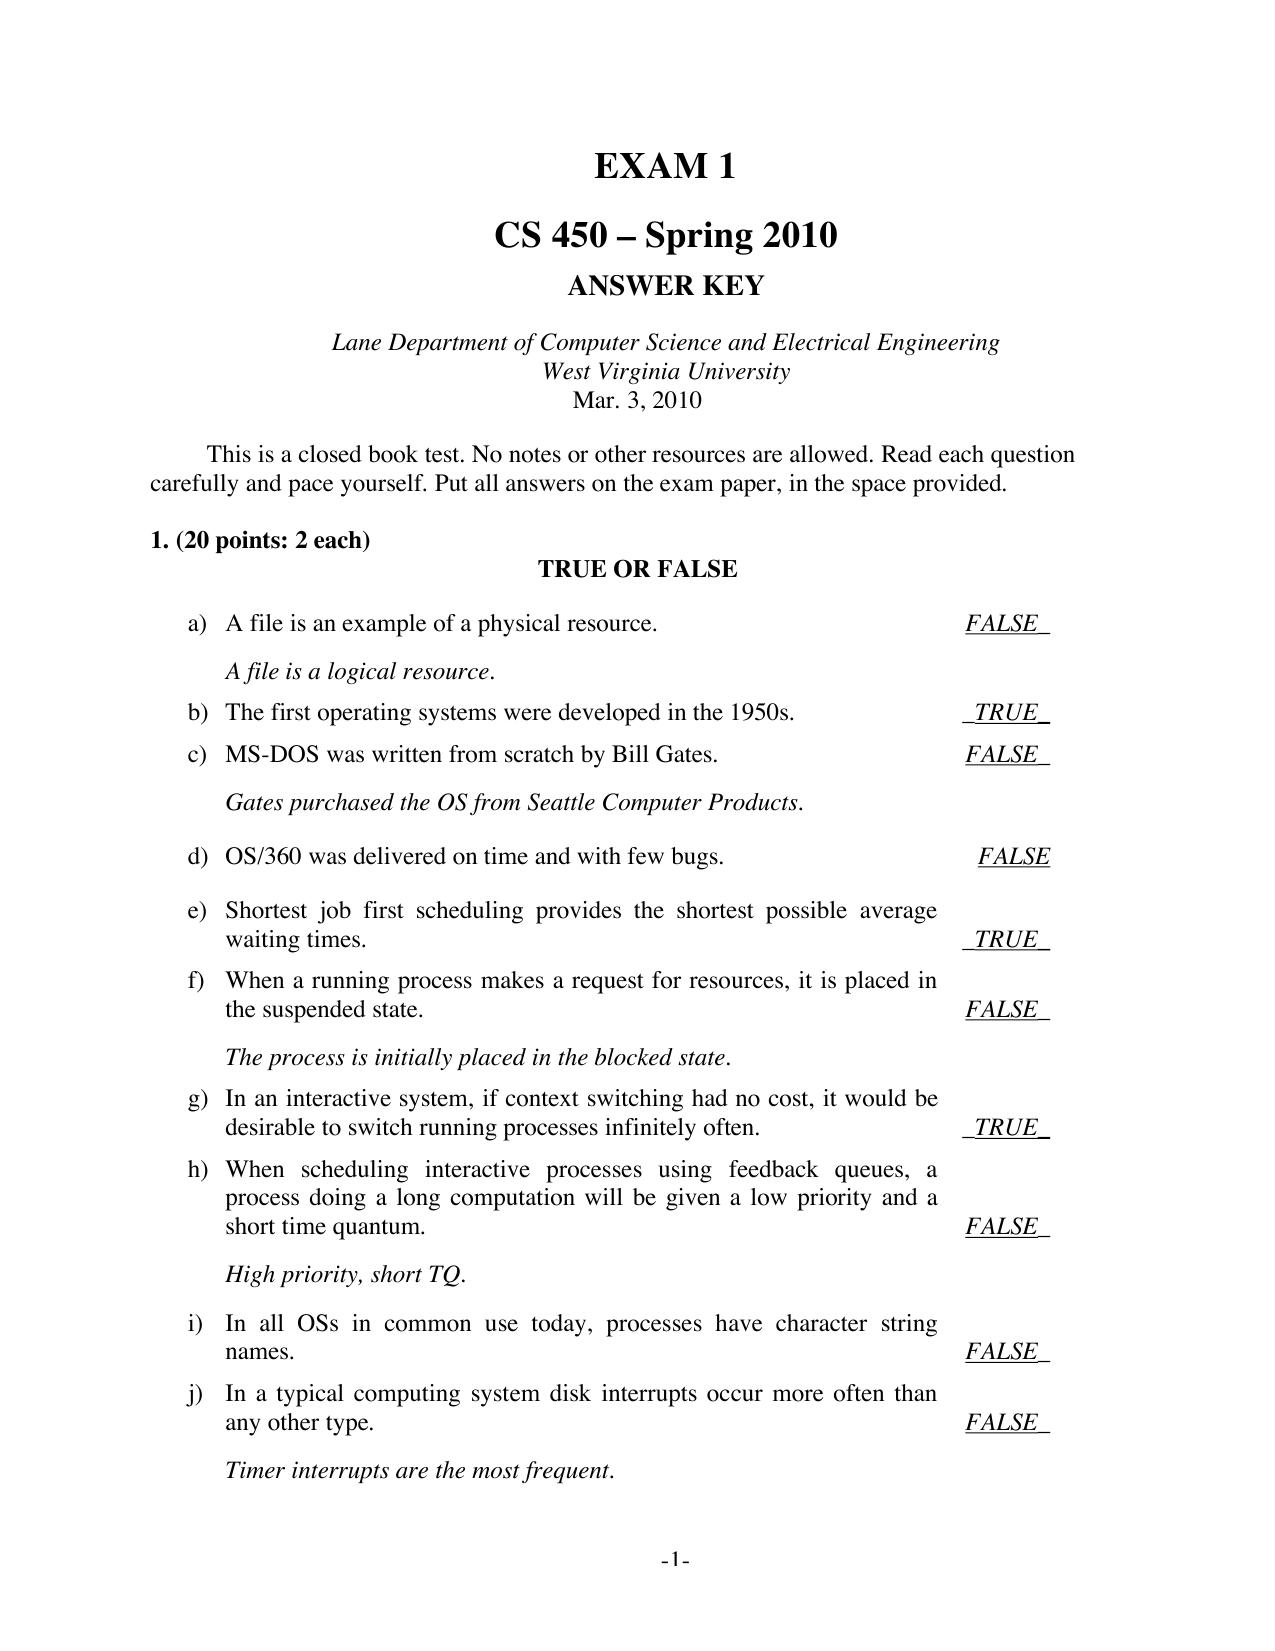 EXAM 1
CS 450 – Spring 2010
ANSWER KEY
Lane Department of Computer Science and Electrical Engineering
West Virginia University
Mar. 3, 2010
This is a closed book test. No notes or other resources are allowed. Read each question
carefully and pace yourself. Put all answers on the exam paper, in the space provided.
1. (20 points: 2 each)
TRUE OR FALSE
a) A file is an example of a physical resource. FALSE_
A file is a logical resource.
b) The first operating systems were developed in the 1950s. _TRUE_
c) MS-DOS was written from scratch by Bill Gates. FALSE_
Gates purchased the OS from Seattle Computer Products.
d) OS/360 was delivered on time and with few bugs. FALSE
e) Shortest job first scheduling provides the shortest possible average
waiting times. _TRUE_
f) When a running process makes a request for resources, it is placed in
the suspended state. FALSE_
The process is initially placed in the blocked state.
g) In an interactive system, if context switching had no cost, it would be
desirable to switch running processes infinitely often. _TRUE_
h) When scheduling interactive processes using feedback queues, a
process doing a long computation will be given a low priority and a
short time quantum. FALSE_
High priority, short TQ.
i) In all OSs in common use today, processes have character string
names. FALSE_
j) In a typical computing system disk interrupts occur more often than
any other type. FALSE_
Timer interrupts are the most frequent.
-1-